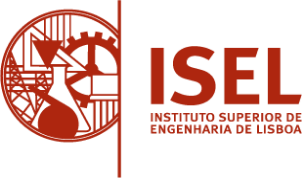 ISEL
INSTITUTO SUPERIOR DE
ENGENHARIA DE LISBOA